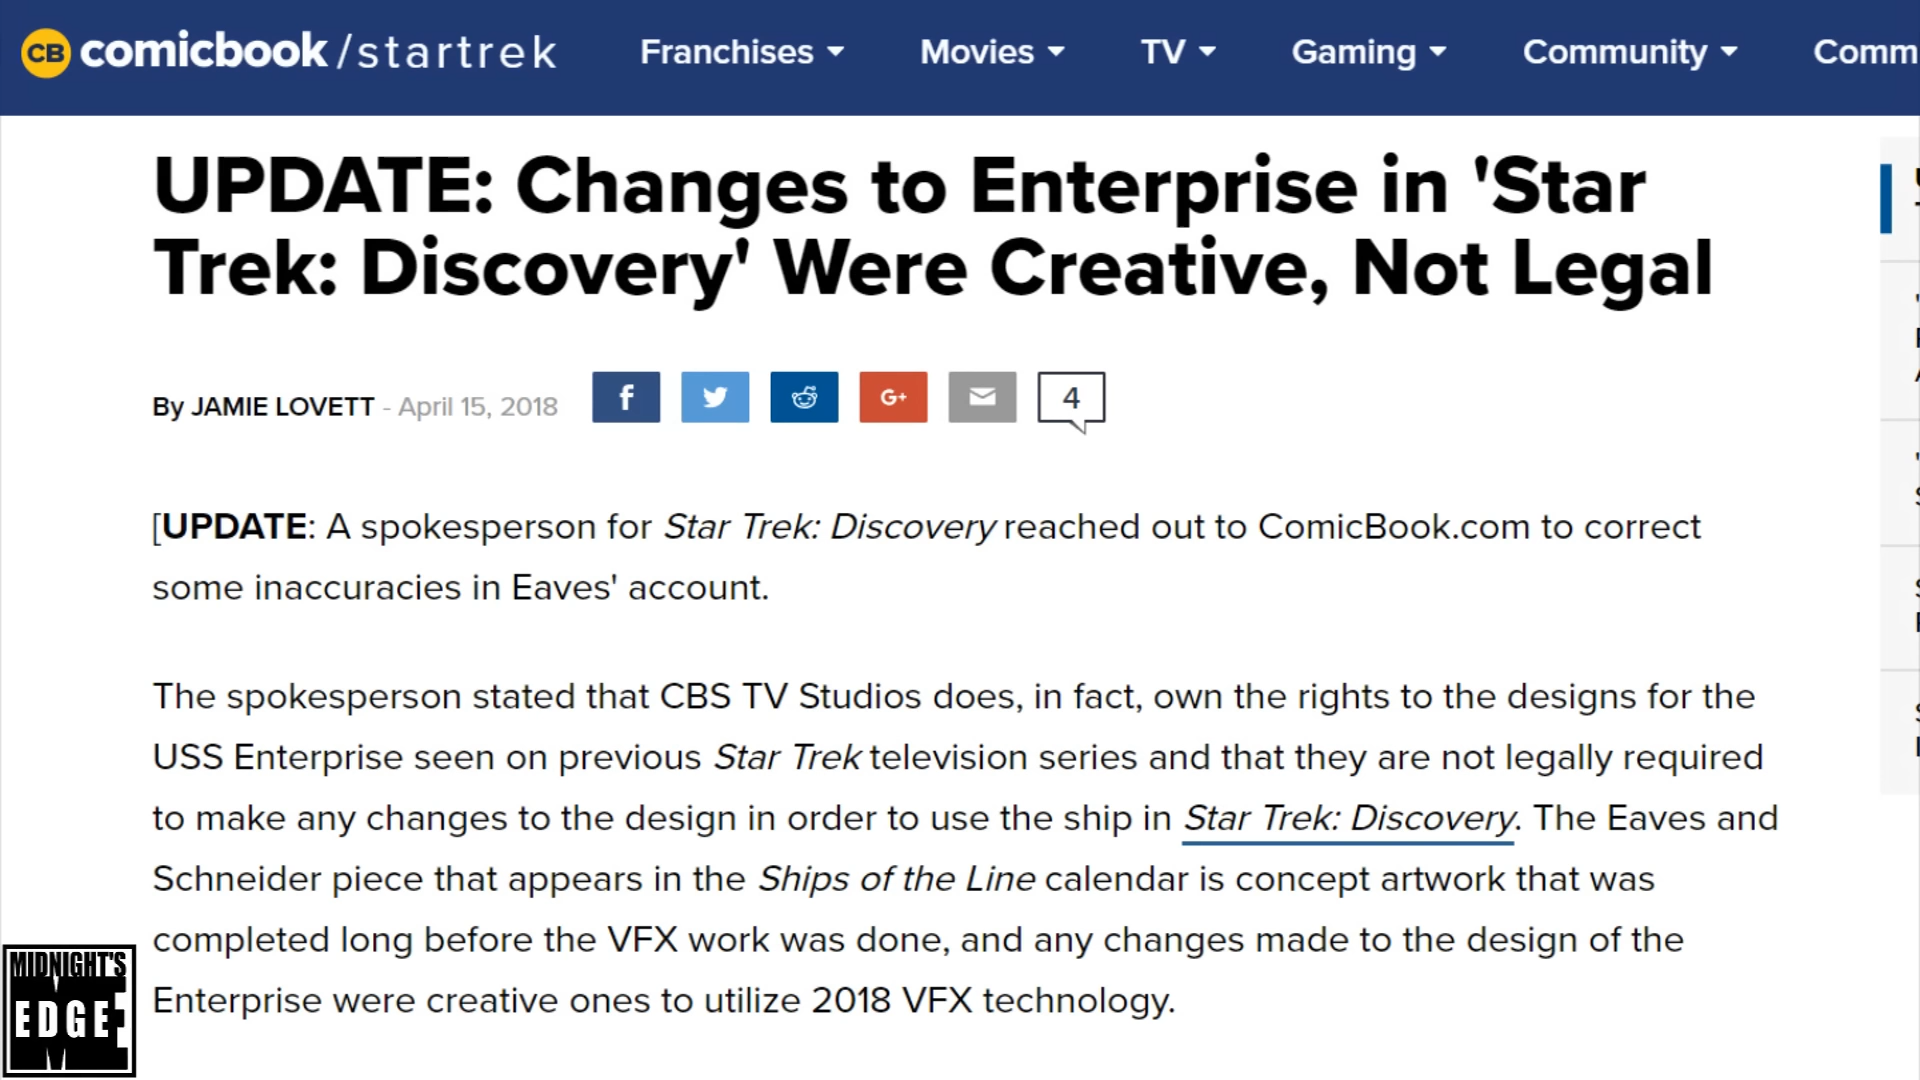 CB comicbook/startrek Franchises Movies TV Gaming Community Comm
UPDATE: Changes to Enterprise in 'Star
Trek: Discovery' Were Creative, Not Legal
By JAMIE LOVETT - April 15, 2018 f G+ 4
[UPDATE: A spokesperson for Star Trek: Discovery reached out to ComicBook.com to correct
some inaccuracies in Eaves' account.
The spokesperson stated that CBS TV Studios does, in fact, own the rights to the designs for the
USS Enterprise seen on previous Star Trek television series and that they are not legally required
to make any changes to the design in order to use the ship in Star Trek: Discovery. The Eaves and
Schneider piece that appears in the Ships of the Line calendar is concept artwork that was
completed long before the VFX work was done, and any changes made to the design of the
Enterprise were creative ones to utilize 2018 VFX technology.
MIDNIGHT'S
EDGE